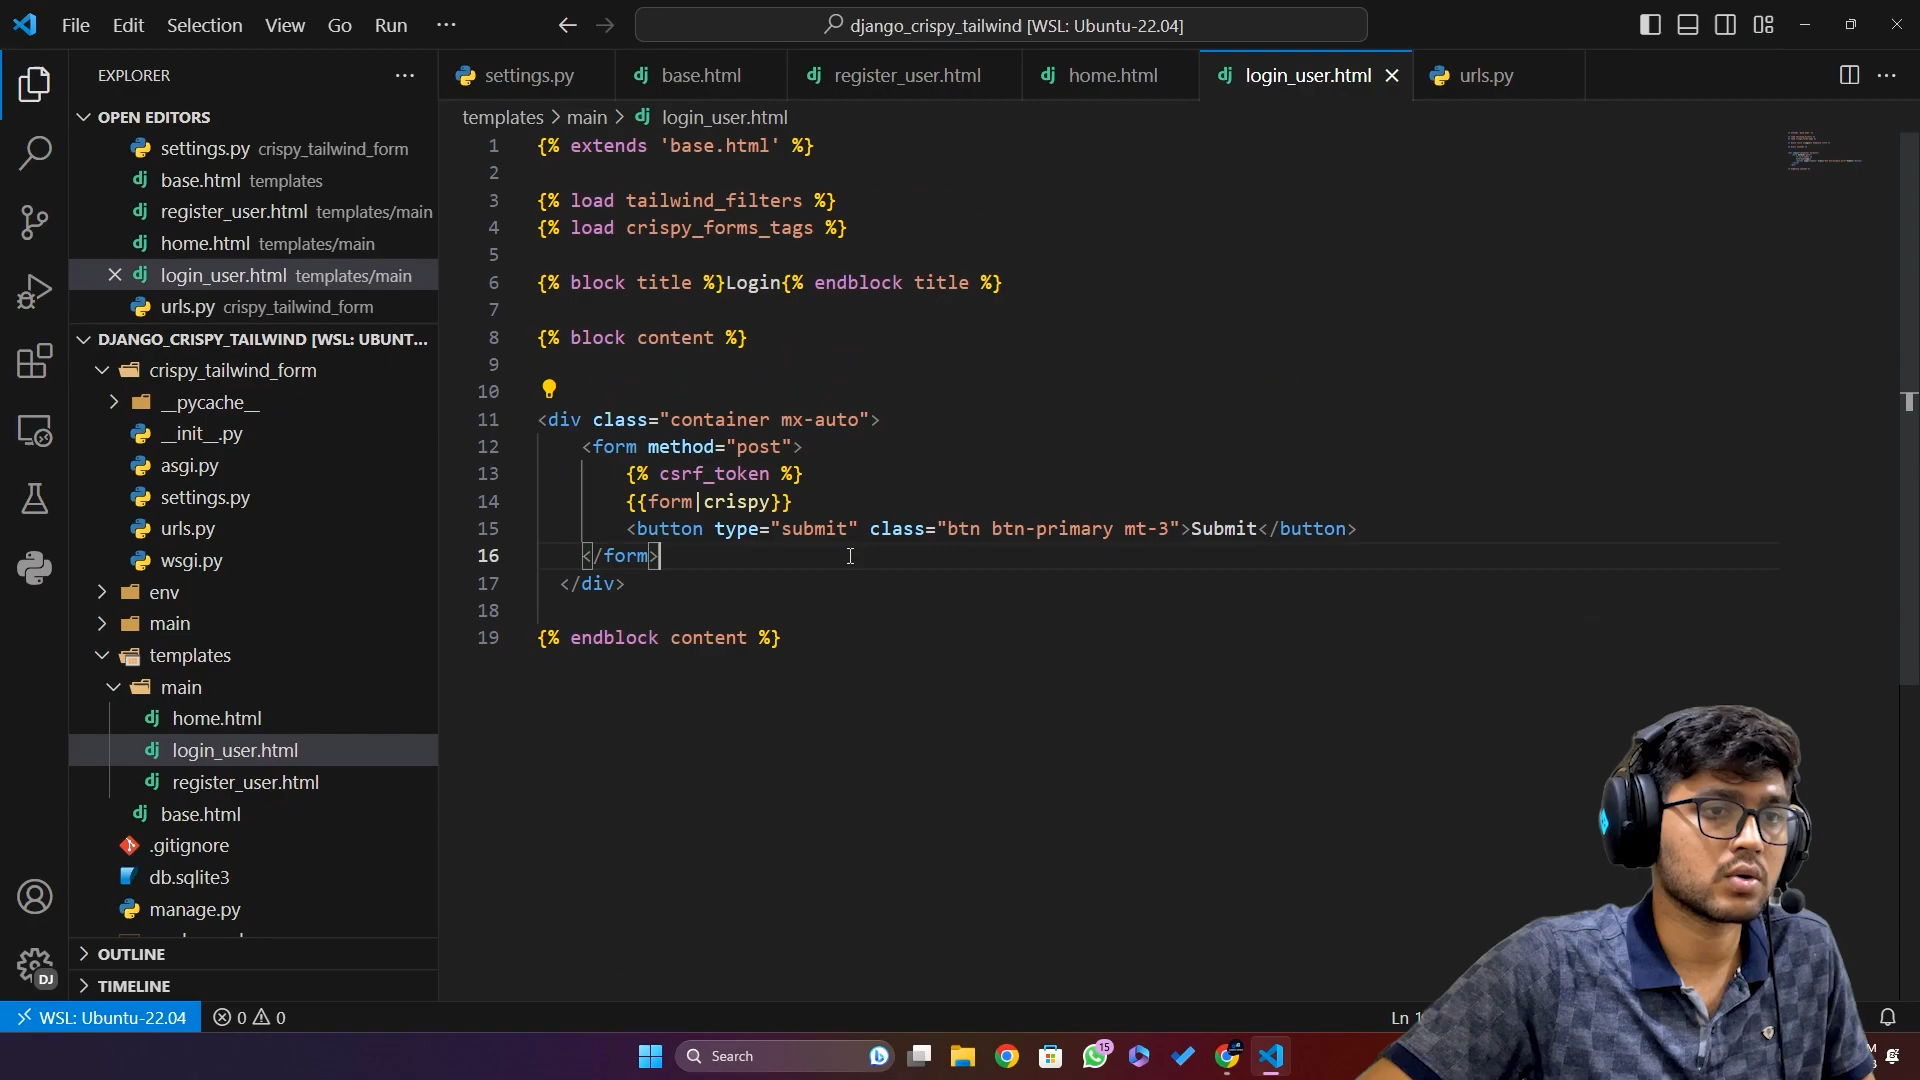 File Edit Selection View Go Run ···
django_crispy_tailwind [WSL: Ubuntu-22.04]
EXPLORER ···
settings.py base.html register_user.html home.html login_user.html urls.py ···
OPEN EDITORS
settings.py crispy_tailwind_form
base.html templates
register_user.html templates/main
home.html templates/main
login_user.html templates/main
urls.py crispy_tailwind_form
DJANGO_CRISPY_TAILWIND [WSL: UBUNT...
crispy_tailwind_form
__pycache__
__init__.py
asgi.py
settings.py
urls.py
wsgi.py
env
main
templates
main
home.html
login_user.html
register_user.html
base.html
.gitignore
db.sqlite3
manage.py
OUTLINE
TIMELINE
templates > main > login_user.html
1 {% extends 'base.html' %}
2
3 {% load tailwind_filters %}
4 {% load crispy_forms_tags %}
5
6 {% block title %}Login{% endblock title %}
7
8 {% block content %}
9
10
11 <div class="container mx-auto">
12 <form method="post">
13 {% csrf_token %}
14 {{form|crispy}}
15 <button type="submit" class="btn btn-primary mt-3">Submit</button>
16 </form>
17 </div>
18
19 {% endblock content %}
DJ
WSL: Ubuntu-22.04 0 0
Search 15